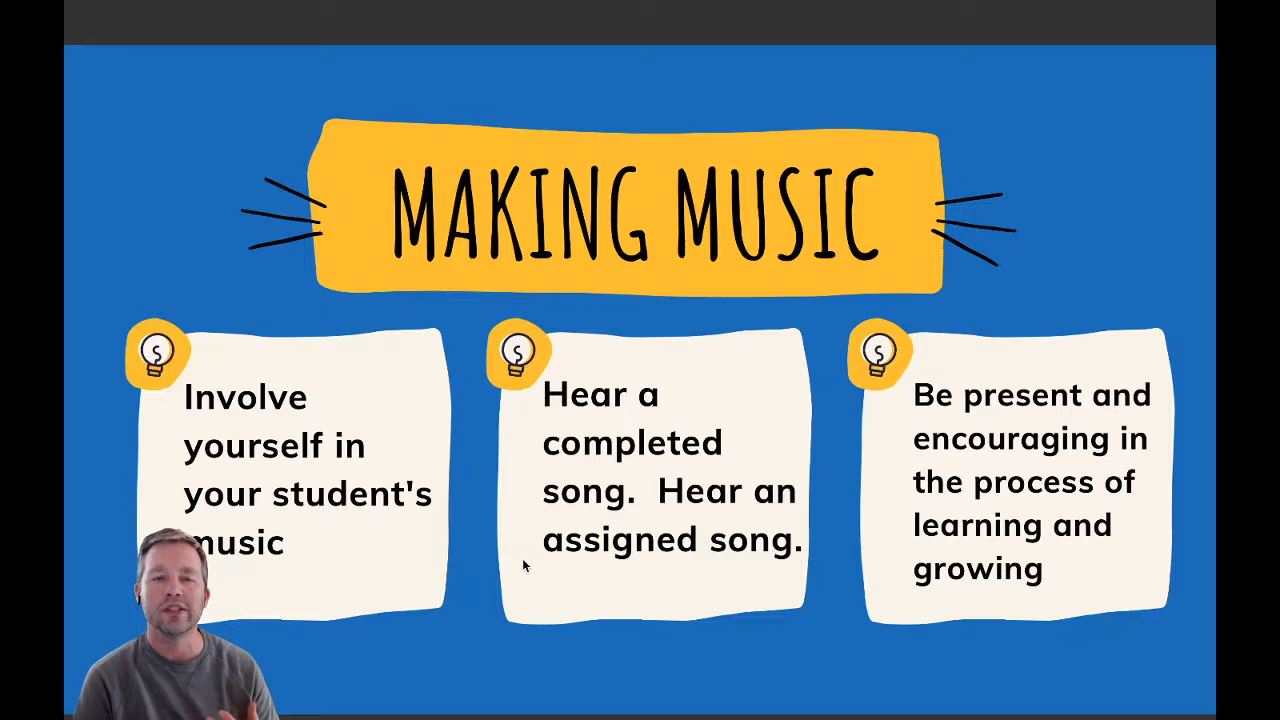 MAKING MUSIC
Involve
yourself in
your student's
music
Hear a
completed
song.  Hear an
assigned song.
Be present and
encouraging in
the process of
learning and
growing